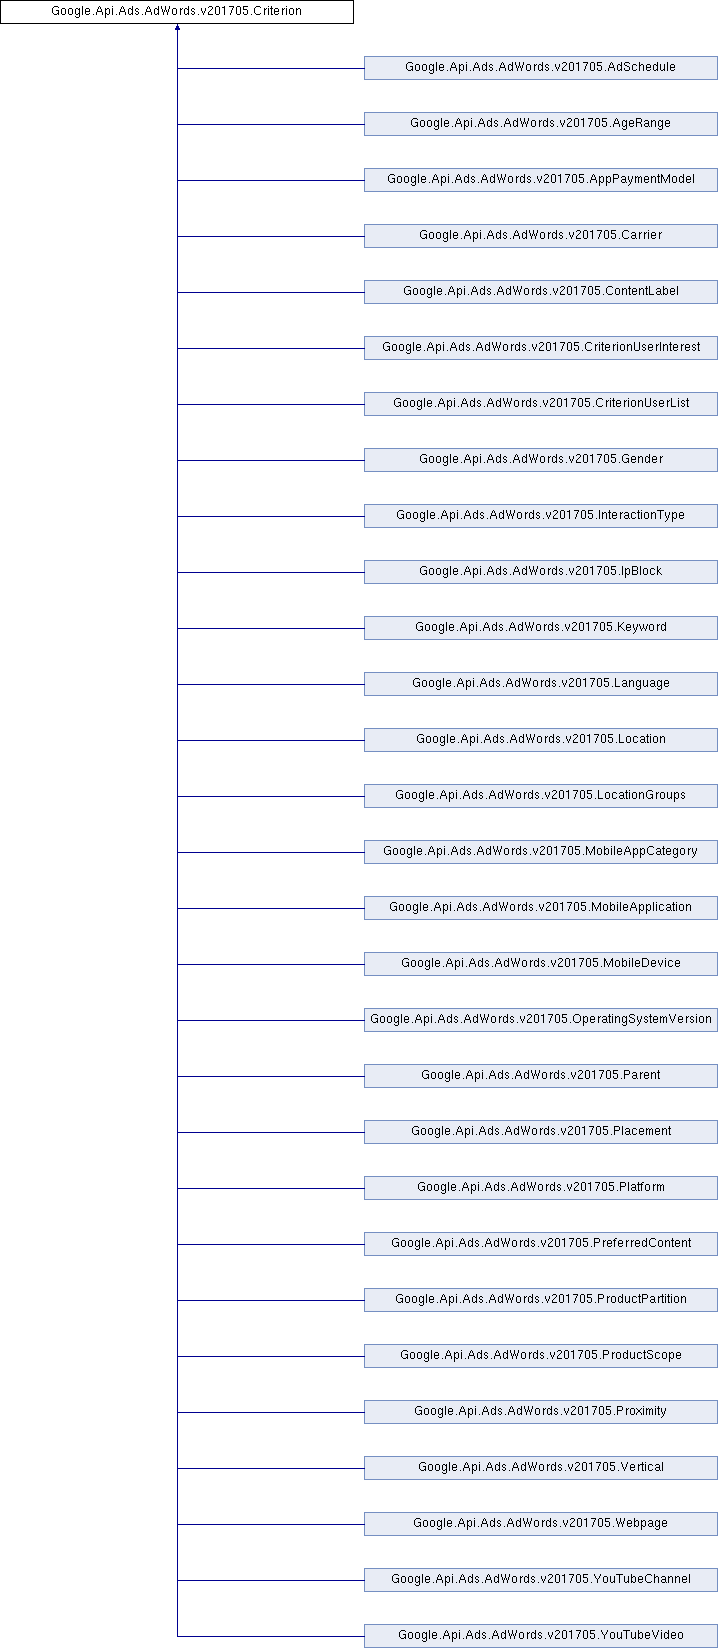 Google.Api.Ads.AdWords.v201705.Criterion
Google.Api.Ads.AdWords.v201705.AdSchedule
Google.Api.Ads.AdWords.v201705.AgeRange
Google.Api.Ads.AdWords.v201705.AppPaymentModel
Google.Api.Ads.AdWords.v201705.Carrier
Google.Api.Ads.AdWords.v201705.ContentLabel
Google.Api.Ads.AdWords.v201705.CriterionUserInterest
Google.Api.Ads.AdWords.v201705.CriterionUserList
Google.Api.Ads.AdWords.v201705.Gender
Google.Api.Ads.AdWords.v201705.InteractionType
Google.Api.Ads.AdWords.v201705.IpBlock
Google.Api.Ads.AdWords.v201705.Keyword
Google.Api.Ads.AdWords.v201705.Language
Google.Api.Ads.AdWords.v201705.Location
Google.Api.Ads.AdWords.v201705.LocationGroups
Google.Api.Ads.AdWords.v201705.MobileAppCategory
Google.Api.Ads.AdWords.v201705.MobileApplication
Google.Api.Ads.AdWords.v201705.MobileDevice
Google.Api.Ads.AdWords.v201705.OperatingSystemVersion
Google.Api.Ads.AdWords.v201705.Parent
Google.Api.Ads.AdWords.v201705.Placement
Google.Api.Ads.AdWords.v201705.Platform
Google.Api.Ads.AdWords.v201705.PreferredContent
Google.Api.Ads.AdWords.v201705.ProductPartition
Google.Api.Ads.AdWords.v201705.ProductScope
Google.Api.Ads.AdWords.v201705.Proximity
Google.Api.Ads.AdWords.v201705.Vertical
Google.Api.Ads.AdWords.v201705.Webpage
Google.Api.Ads.AdWords.v201705.YouTubeChannel
Google.Api.Ads.AdWords.v201705.YouTubeVideo